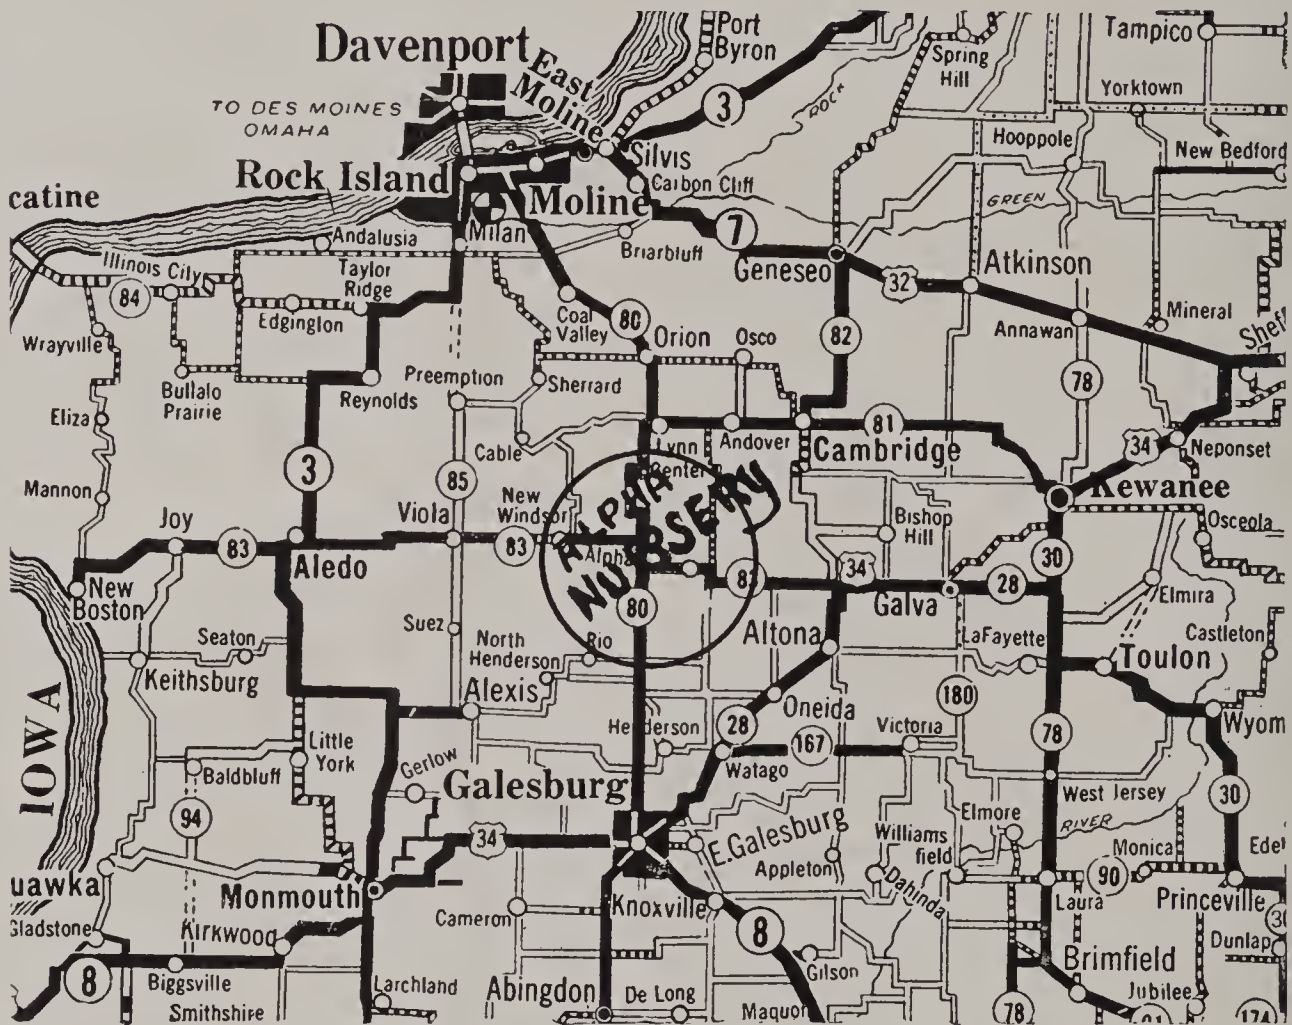 Davenport
East
Moline
Port
Byron
Spring
Hill
Tampico
TO DES MOINES
OMAHA
3
ROCK
Yorktown
Hooppole
New Bedford
Rock Island
Silvis
Carbon Cliff
Moline
catine
Andalusia
Milan
Briarbluff
7
Geneseo
GREEN
Illinois City
84
Taylor
Ridge
Edginglon
Coal
Valley
80
Orion
Osco
82
32
Atkinson
Annawan
Mineral
Shef
Wrayville
Bullalo
Prairie
Reynolds
Preemption
Sherrard
78
Eliza
Cable
Lynn
Center
Andover
Cambridge
81
34
Neponset
Mannon
3
85
New
Windsor
Kewanee
Joy
83
Aledo
Viola
83
Alpha
ALPHA
NURSERY
Bishop
Hill
Osceola
30
New
Boston
80
34
Galva
28
Elmira
Seaton
Suez
North
Henderson
Rio
Altona
LaFayette
Castleton
Toulon
Keithsburg
Alexis
Oneida
180
Wyom
IOWA
Little
York
Henderson
28
167
Victoria
78
Baldbluff
Gerlow
Watago
West Jersey
30
94
Galesburg
34
E.Galesburg
Appleton
Williams
field
Elmore
RIVER
Monica
Ede
uawka
Monmouth
Dahinda
90
Laura
Princeville
Gladstone
Kirkwood
Cameron
Knoxville
8
30
Dunlap
8
Biggsville
Gilson
Brimfield
Smithshire
Larchland
Abingdon
De Long
Maquon
78
Jubilee
91
174